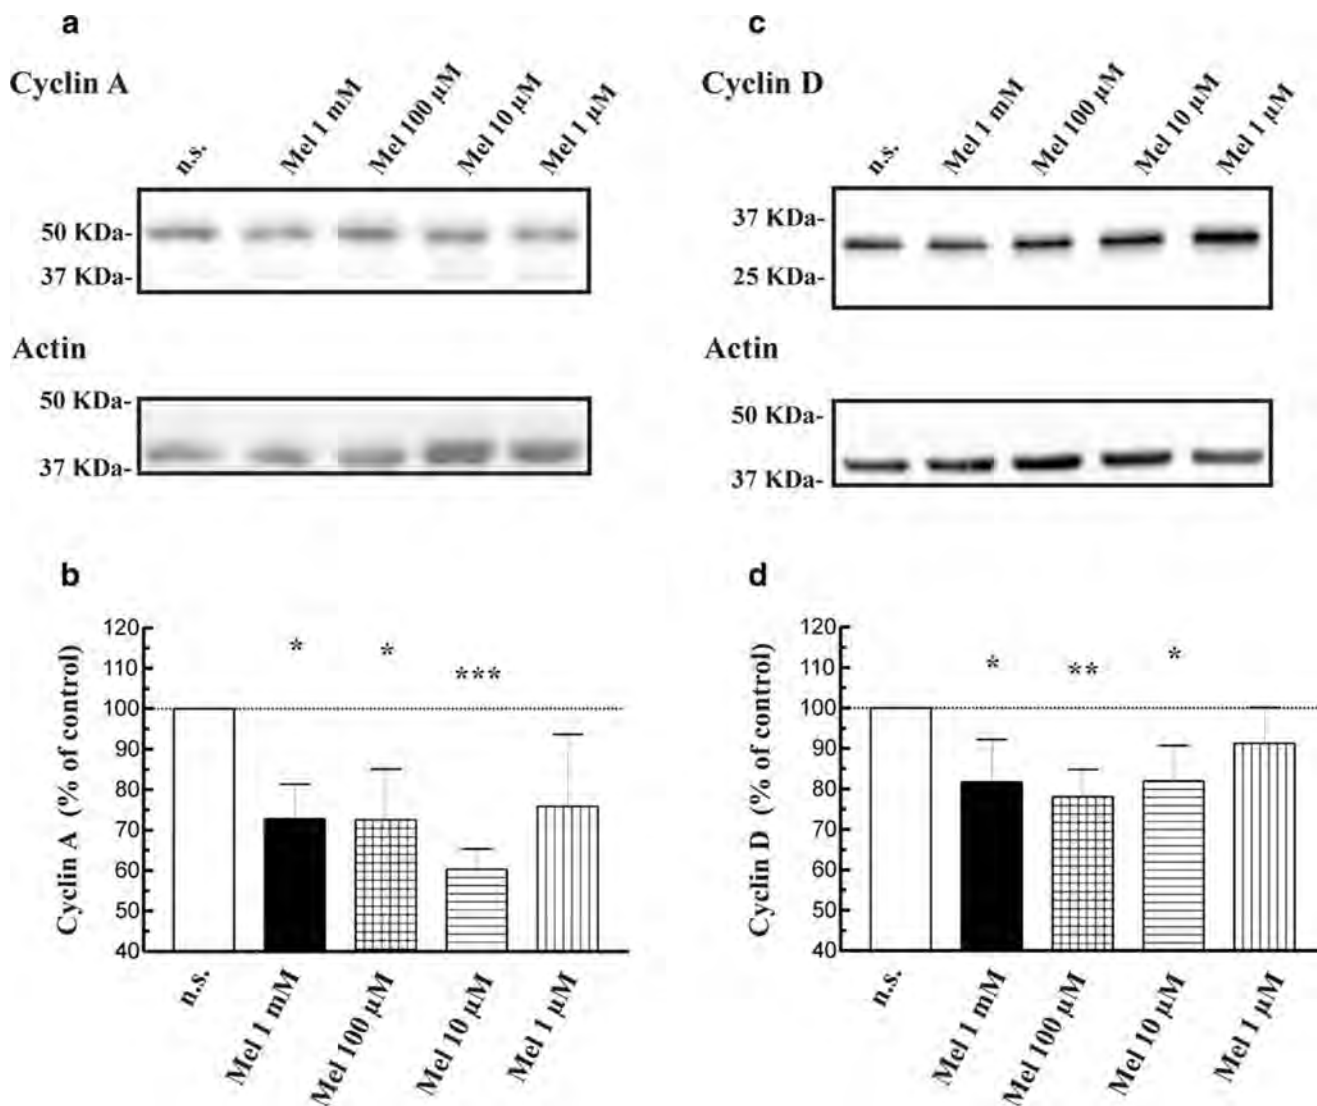 a
Cyclin A
n.s.
Mel 1 mM
Mel 100 µM
Mel 10 µM
Mel 1 µM
50 KDa-
37 KDa-
Actin
50 KDa-
37 KDa-
b
Cyclin A (% of control)
120
110
100
90
80
70
60
50
40
*
*
***
n.s.
Mel 1 mM
Mel 100 µM
Mel 10 µM
Mel 1 µM
c
Cyclin D
n.s.
Mel 1 mM
Mel 100 µM
Mel 10 µM
Mel 1 µM
37 KDa-
25 KDa-
Actin
50 KDa-
37 KDa-
d
Cyclin D (% of control)
120
110
100
90
80
70
60
50
40
*
**
*
n.s.
Mel 1 mM
Mel 100 µM
Mel 10 µM
Mel 1 µM